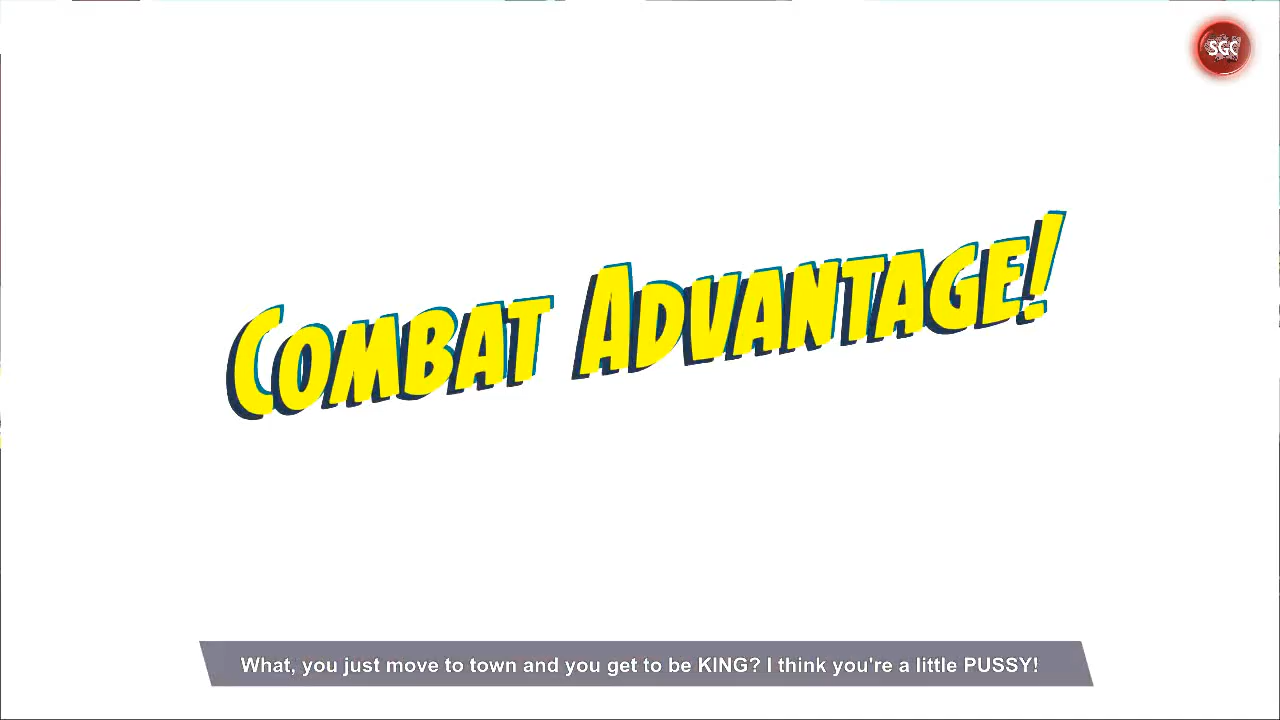 SGC
Combat Advantage!
What, you just move to town and you get to be KING? I think you're a little PUSSY!